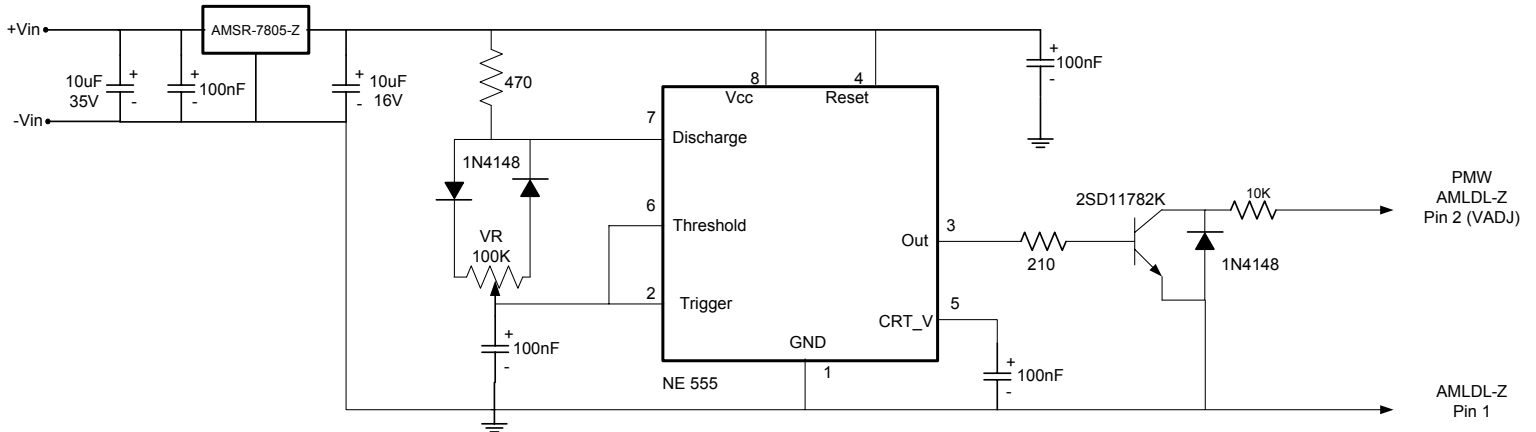 +Vin
AMSR-7805-Z
10uF
35V
+
-
+
100nF
-
+
10uF
16V
-
-Vin
470
+
100nF
-
8
Vcc
4
Reset
7
Discharge
1N4148
6
Threshold
VR
100K
2
Trigger
+
100nF
-
NE 555
GND
1
Out
3
210
CRT_V
5
+
100nF
-
2SD11782K
10K
1N4148
PMW
AMLDL-Z
Pin 2 (VADJ)
AMLDL-Z
Pin 1